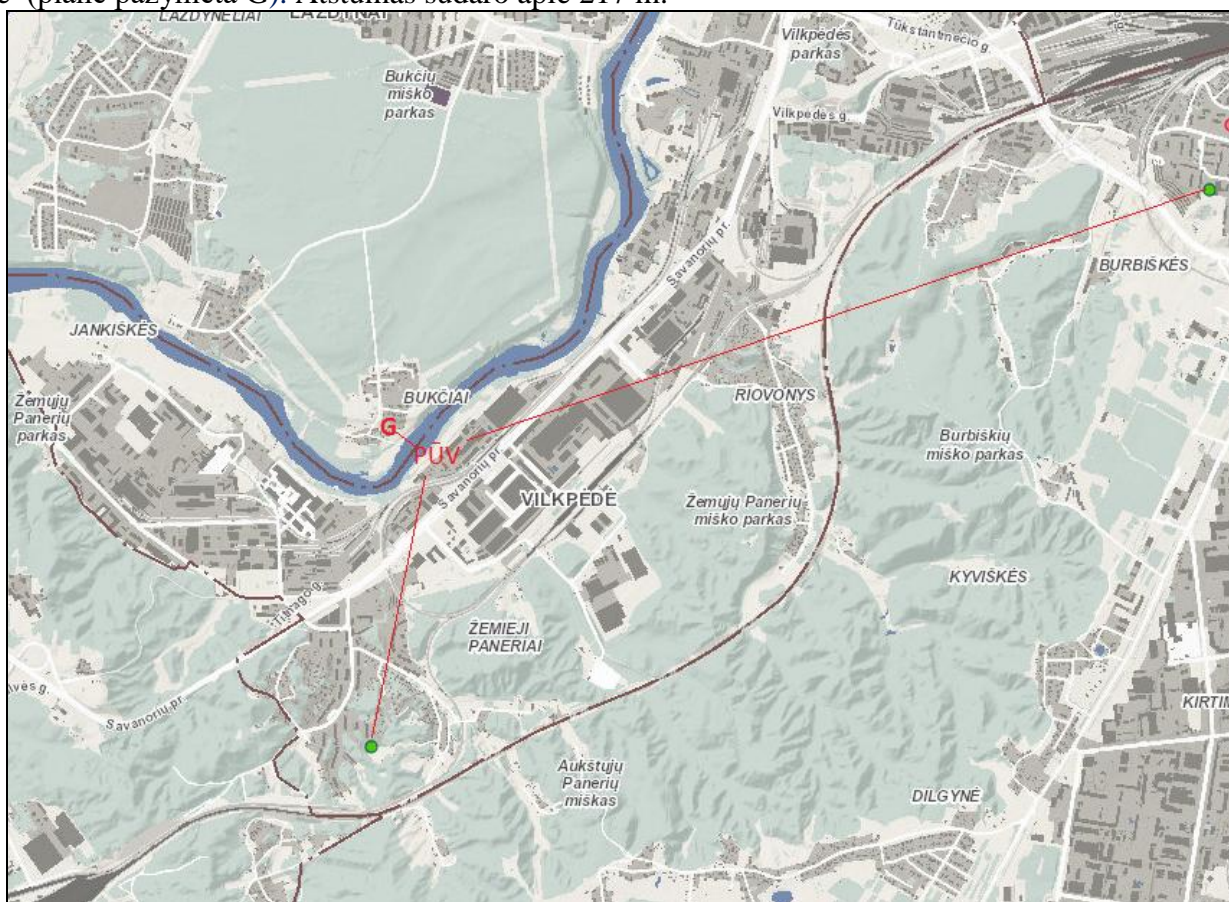 (plane pažymėta G). Atstumas sudaro apie 217 m.
LAZDYNĖLIAI
LAZDYNAI
Vilkpėdės
parkas
Tūkstantmečio g.
Bukčių
miško
parkas
Vilkpėdės g.
Savanorių pr.
BURBIŠKĖS
JANKIŠKĖS
Žemųjų
Panerių
parkas
BUKČIAI
RIOVONYS
G
PŪV
Savanorių pr.
Burbiškių
miško parkas
VILKPĖDĖ
Žemųjų Panerių
miško parkas
KYVIŠKĖS
Titnago g.
ŽEMIEJI
PANERIAI
Savanorių pr.
Aukštųjų
Panerių
miškas
DILGYNĖ